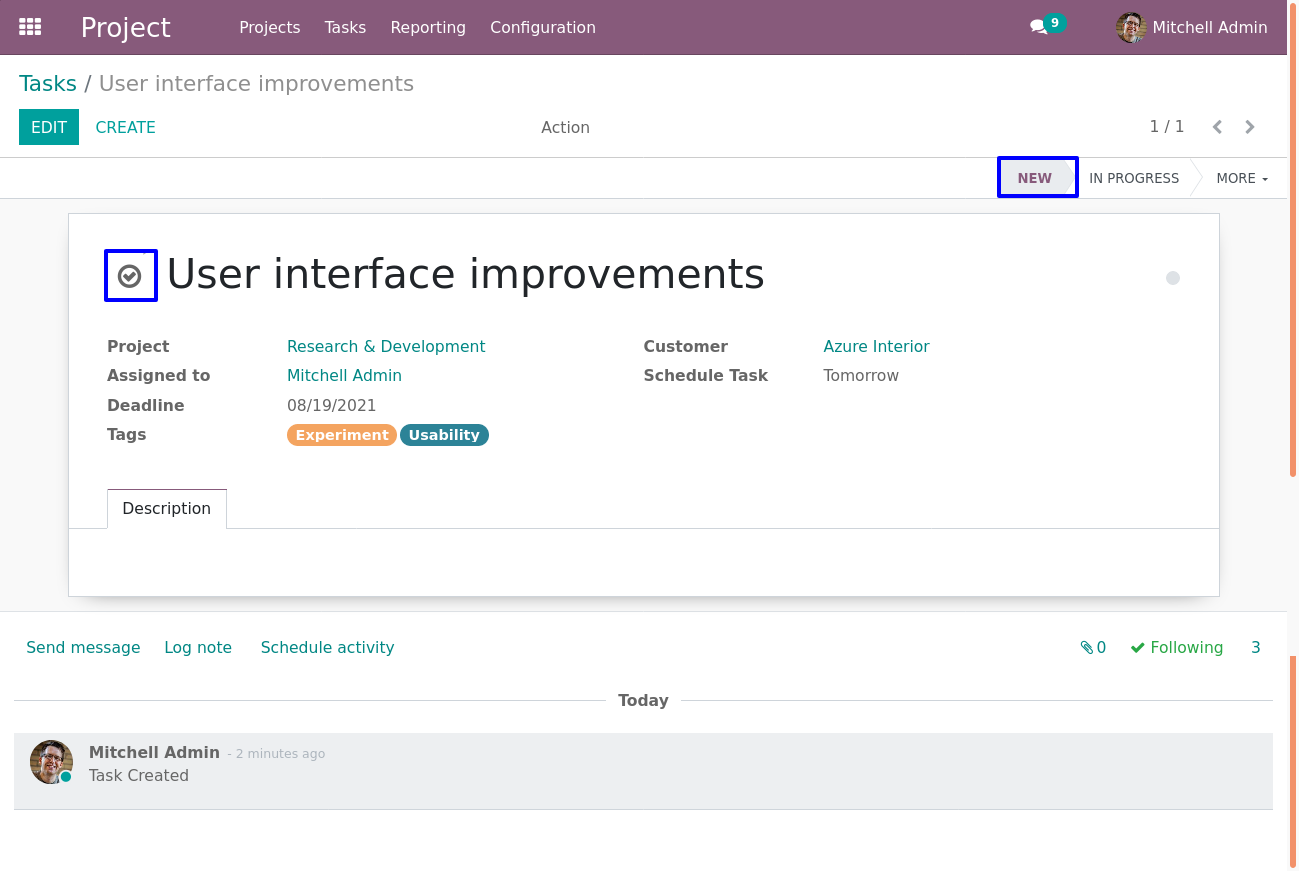 Project Projects Tasks Reporting Configuration 9 Mitchell Admin
Tasks / User interface improvements
EDIT CREATE Action 1 / 1
NEW IN PROGRESS MORE
User interface improvements
Project Research & Development Customer Azure Interior
Assigned to Mitchell Admin Schedule Task Tomorrow
Deadline 08/19/2021
Tags Experiment Usability
Description
Send message Log note Schedule activity 0 Following 3
Today
Mitchell Admin - 2 minutes ago
Task Created